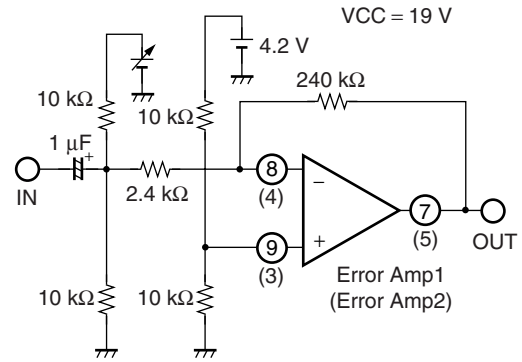 VCC = 19 V
4.2 V
10 kΩ
10 kΩ
240 kΩ
1 µF
+
IN
2.4 kΩ
8
(4)
−
7
(5)
OUT
9
(3)
+
10 kΩ
10 kΩ
Error Amp1
(Error Amp2)